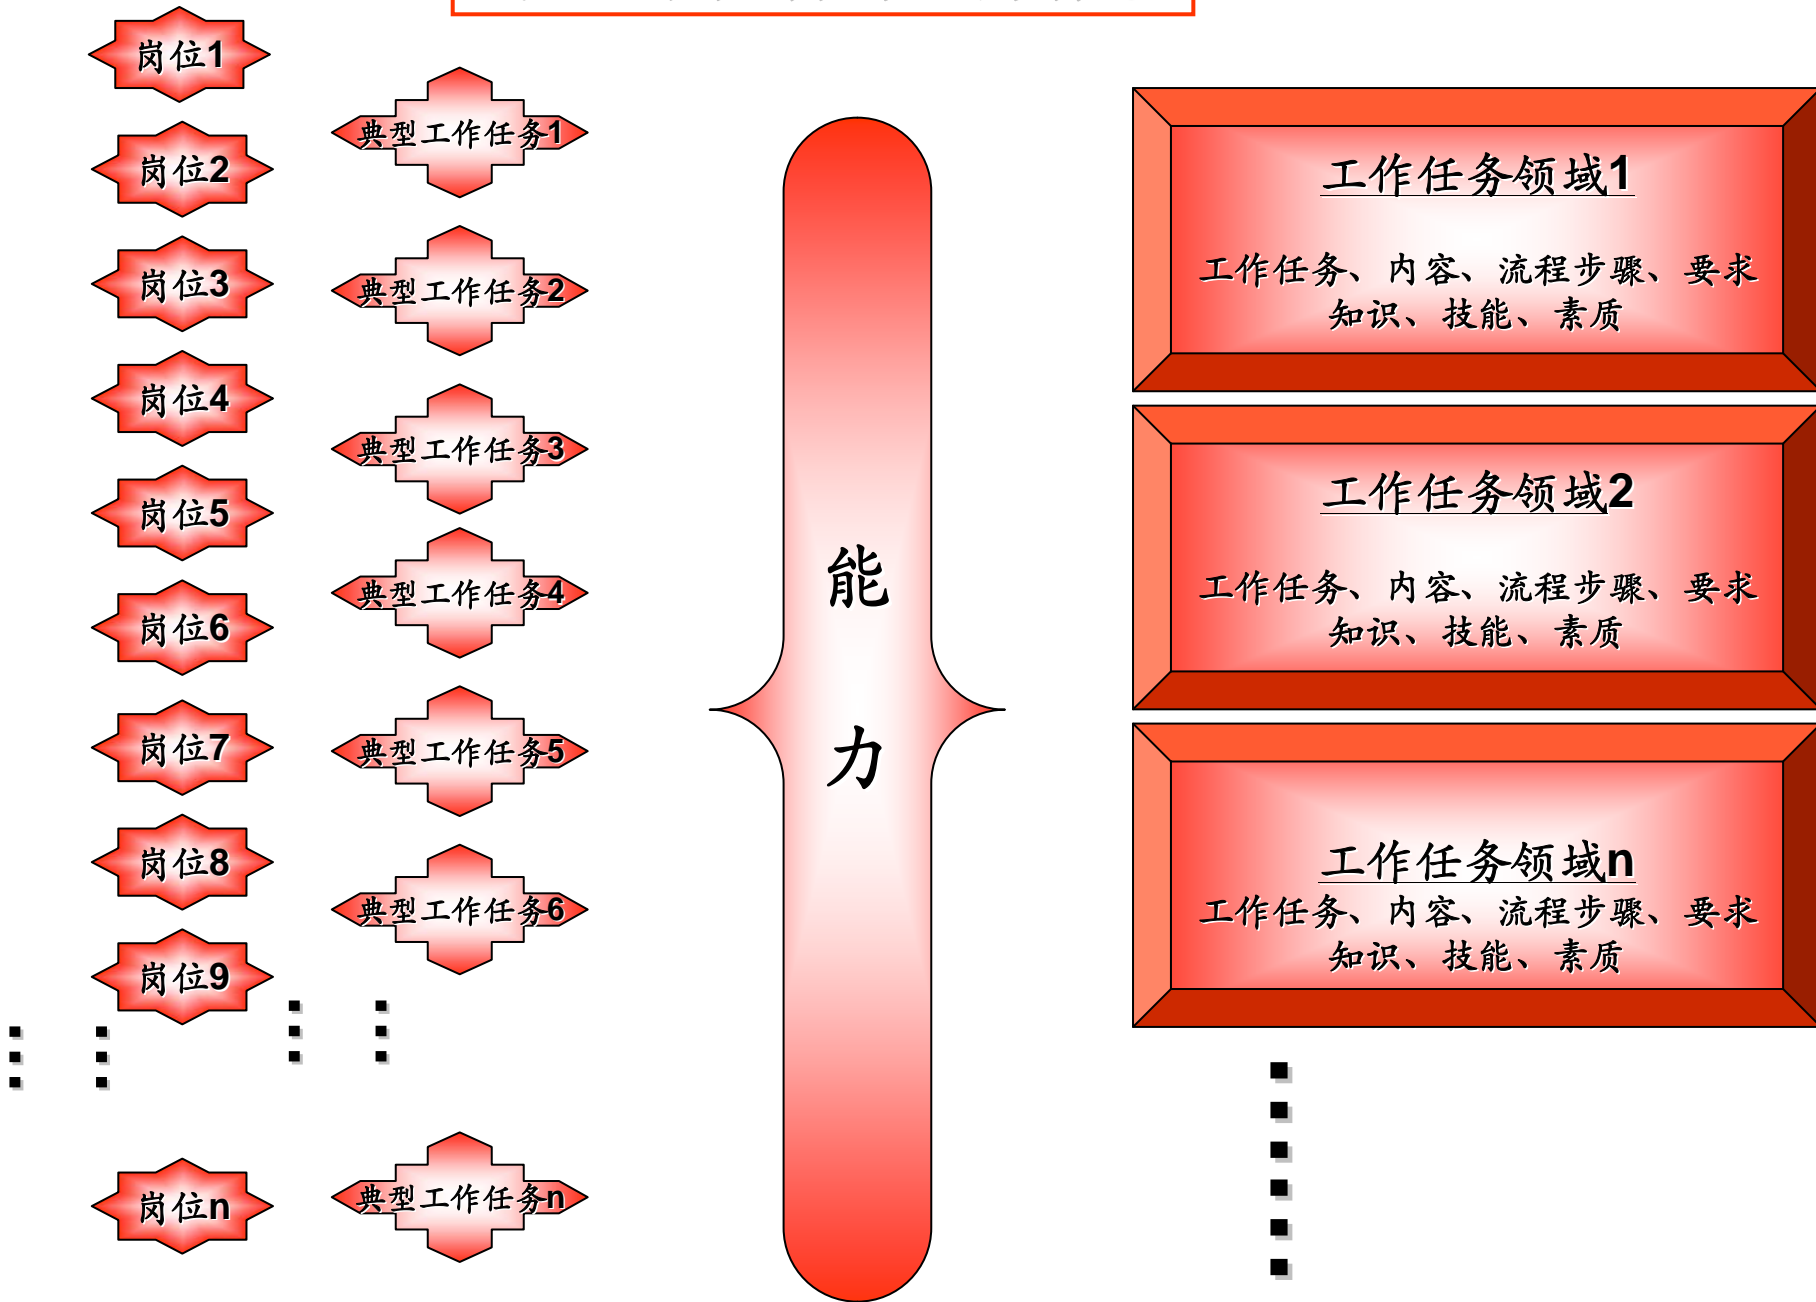 岗位1
岗位2
岗位3
岗位4
岗位5
岗位6
岗位7
岗位8
岗位9
岗位n
典型工作任务1
典型工作任务2
典型工作任务3
典型工作任务4
典型工作任务5
典型工作任务6
典型工作任务n
能
力
工作任务领域1
工作任务、内容、流程步骤、要求
知识、技能、素质
工作任务领域2
工作任务、内容、流程步骤、要求
知识、技能、素质
工作任务领域n
工作任务、内容、流程步骤、要求
知识、技能、素质